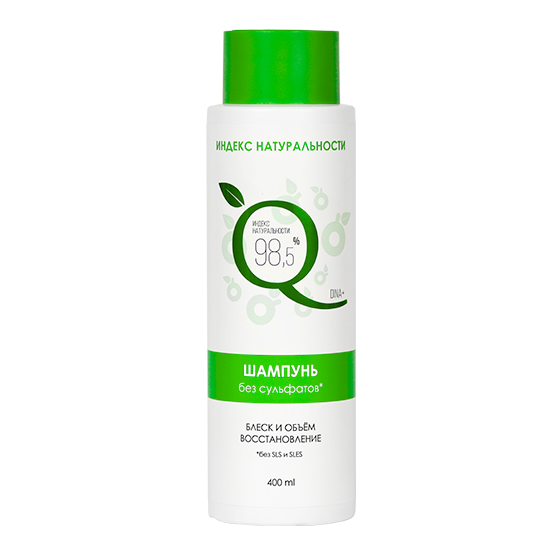 ИНДЕКС НАТУРАЛЬНОСТИ
ИНДЕКС
НАТУРАЛЬНОСТИ
98,5%
DNA+
ШАМПУНЬ
без сульфатов*
БЛЕСК И ОБЪЁМ
ВОССТАНОВЛЕНИЕ
*без SLS и SLES
400 ml